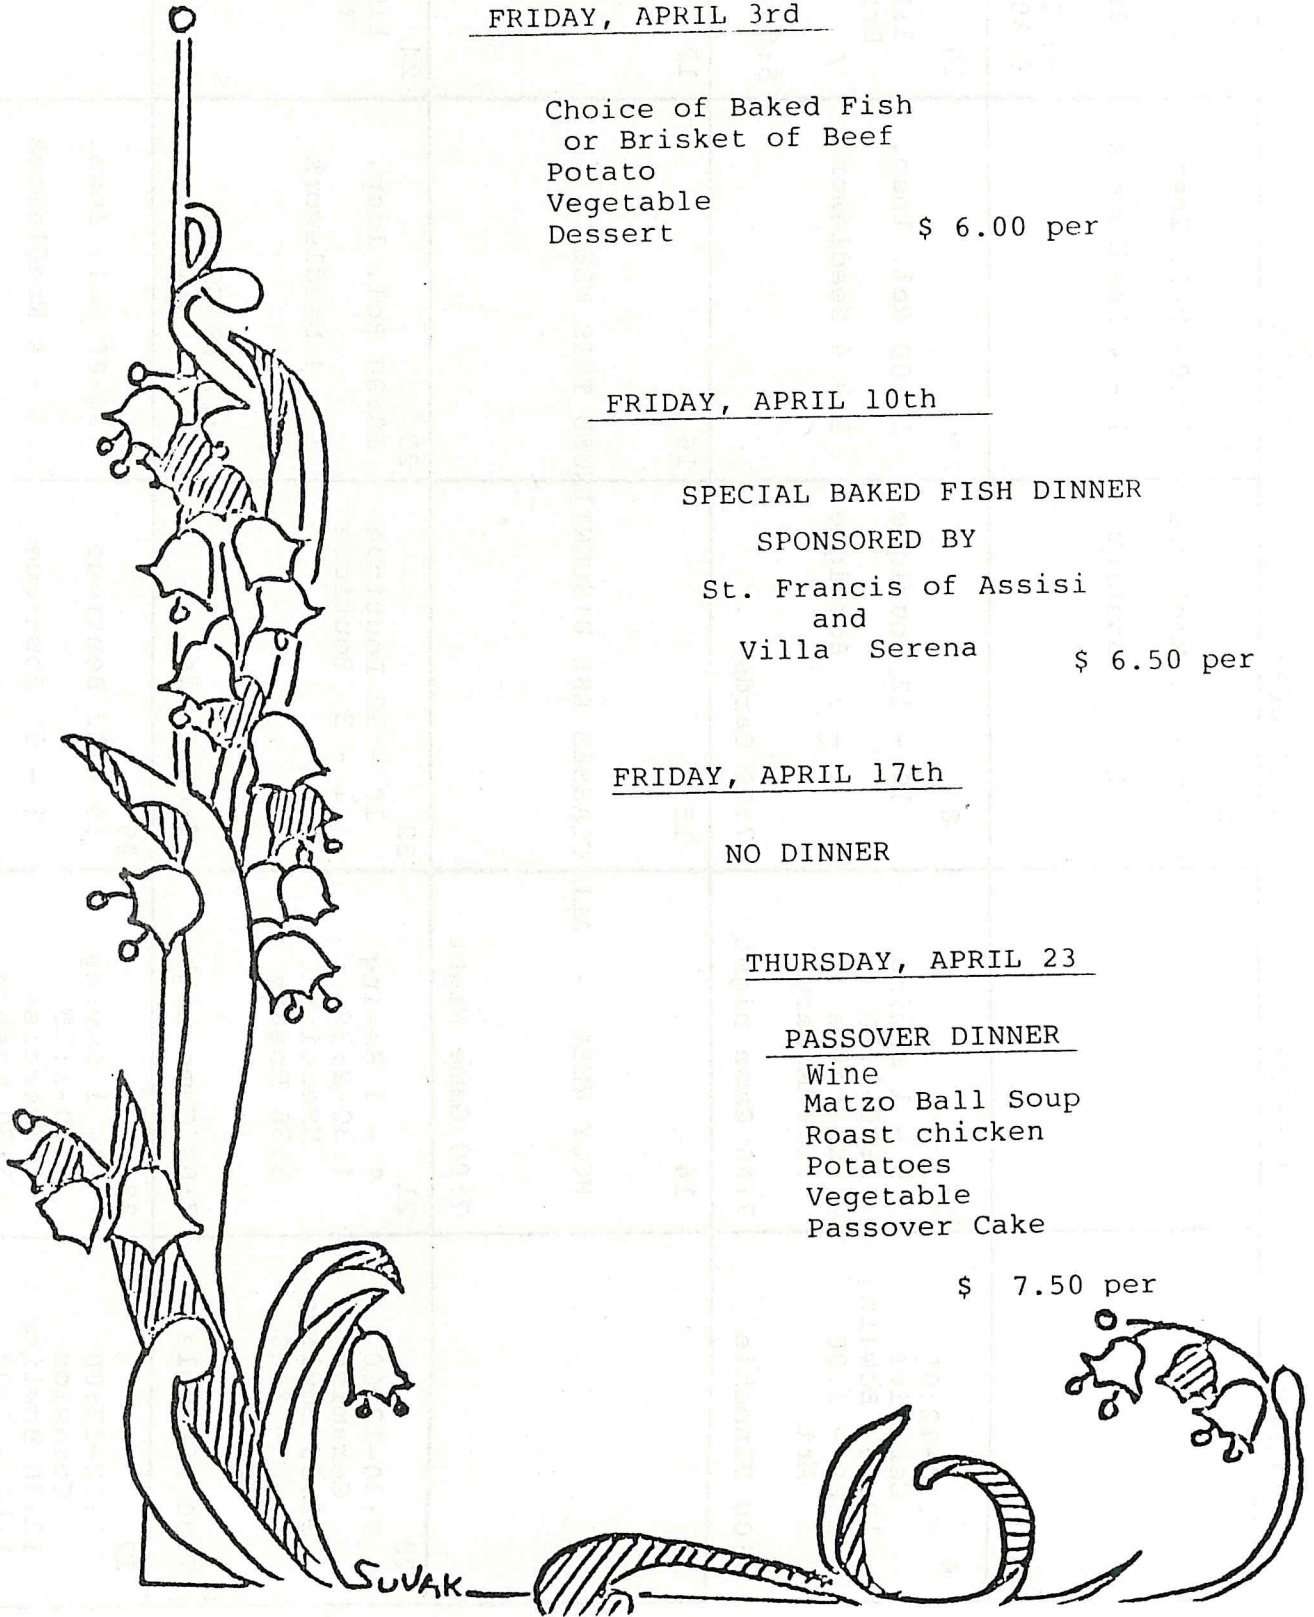 FRIDAY, APRIL 3rd
Choice of Baked Fish
or Brisket of Beef
Potato
Vegetable
Dessert $ 6.00 per
FRIDAY, APRIL 10th
SPECIAL BAKED FISH DINNER
SPONSORED BY
St. Francis of Assisi
and
Villa Serena $ 6.50 per
FRIDAY, APRIL 17th
NO DINNER
THURSDAY, APRIL 23
PASSOVER DINNER
Wine
Matzo Ball Soup
Roast chicken
Potatoes
Vegetable
Passover Cake
$ 7.50 per
SUVAK